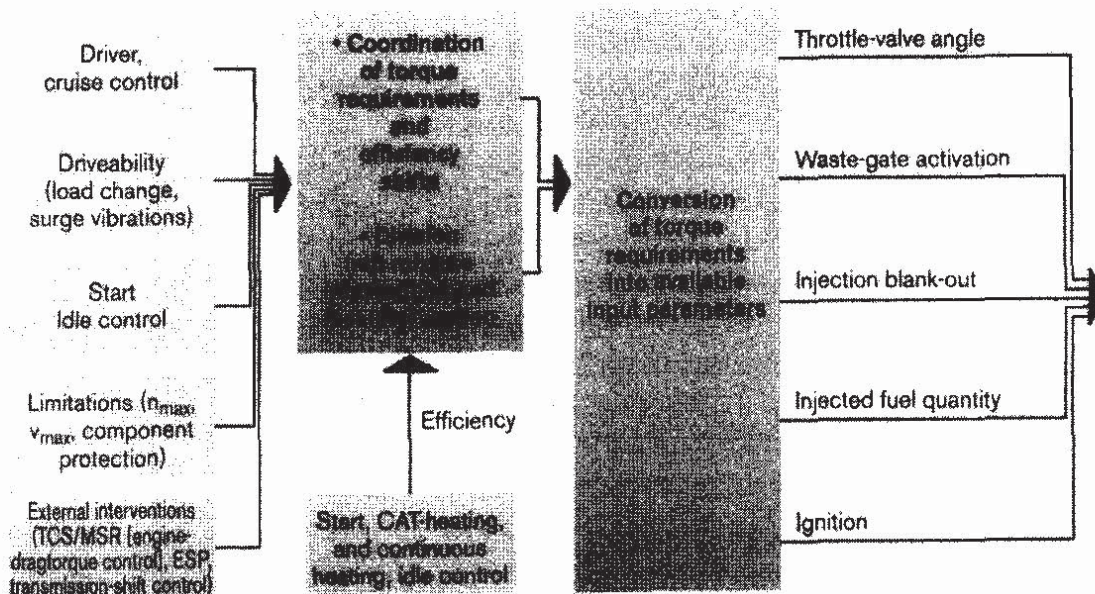 Driver,
cruise control
Driveability
(load change,
surge vibrations)
Start
Idle control
Limitations (nmax,
vmax, component
protection)
External interventions
(TCS/MSR [engine-
dragtorque control], ESP,
transmission-shift control)
• Coordination
of torque
requirements
and
efficiency
Efficiency
Start, CAT-heating,
and continuous
heating, idle control
Conversion
of torque
requirements
into available
input parameters
Throttle-valve angle
Waste-gate activation
Injection blank-out
Injected fuel quantity
Ignition